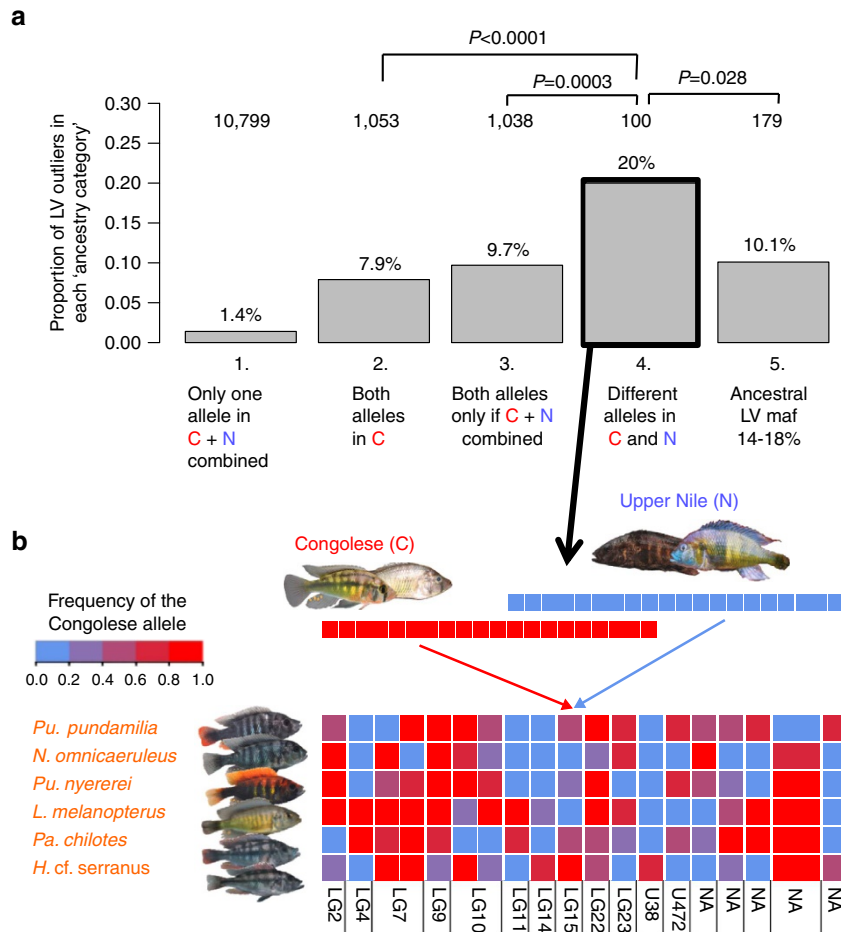 a
P<0.0001
P=0.0003
P=0.028
0.30
0.25
0.20
0.15
0.10
0.05
0.00
Proportion of LV outliers in
each ‘ancestry category’
10,799
1,053
1,038
100
179
1.4%
7.9%
9.7%
20%
10.1%
1.
Only one
allele in
C + N
combined
2.
Both
alleles
in C
3.
Both alleles
only if C + N
combined
4.
Different
alleles in
C and N
5.
Ancestral
LV maf
14-18%
b
Congolese (C)
Upper Nile (N)
Frequency of the
Congolese allele
0.0 0.2 0.4 0.6 0.8 1.0
Pu. pundamilia
N. omnicaeruleus
Pu. nyererei
L. melanopterus
Pa. chilotes
H. cf. serranus
LG2
LG4
LG7
LG9
LG10
LG11
LG14
LG15
LG22
LG23
U38
U472
NA
NA
NA
NA
NA